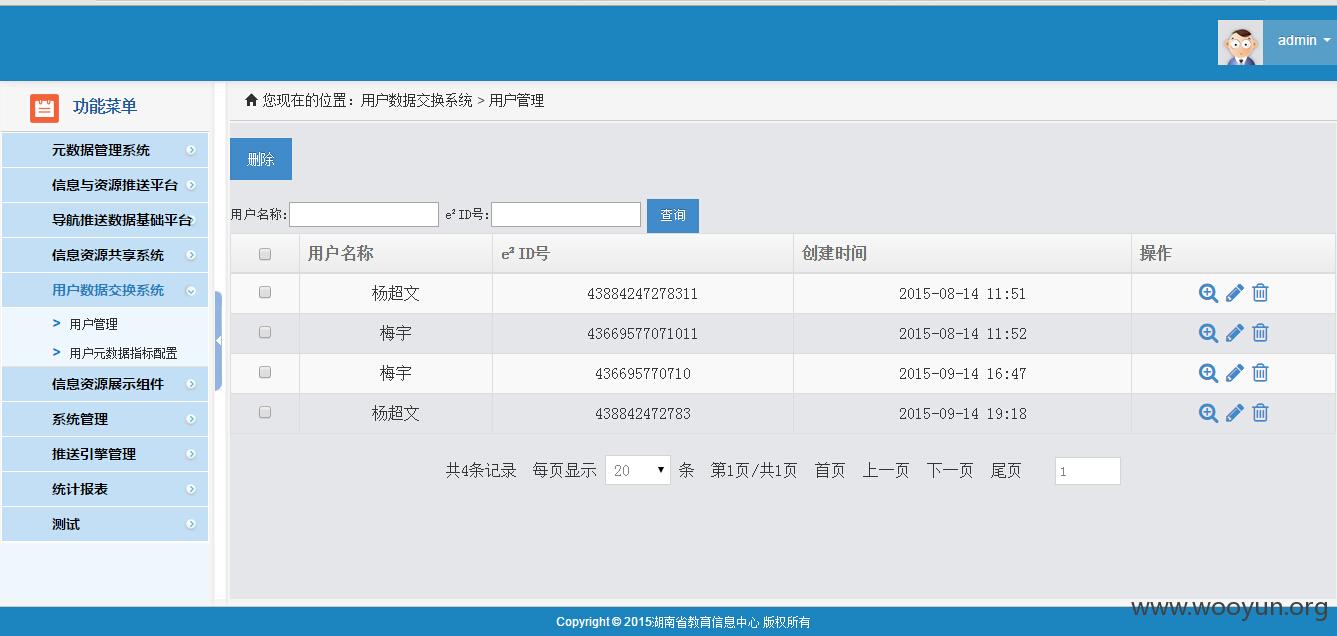 admin
功能菜单
您现在的位置：用户数据交换系统 > 用户管理
元数据管理系统
信息与资源推送平台
导航推送数据基础平台
信息资源共享系统
用户数据交换系统
> 用户管理
> 用户元数据指标配置
信息资源展示组件
系统管理
推送引擎管理
统计报表
测试
删除
用户名称: e² ID号: 查询
用户名称 e² ID号 创建时间 操作
杨超文 43884247278311 2015-08-14 11:51
梅宇 43669577071011 2015-08-14 11:52
梅宇 436695770710 2015-09-14 16:47
杨超文 438842472783 2015-09-14 19:18
共4条记录 每页显示 20 条 第1页/共1页 首页 上一页 下一页 尾页 1
www.wooyun.org
Copyright © 2015湖南省教育信息中心 版权所有